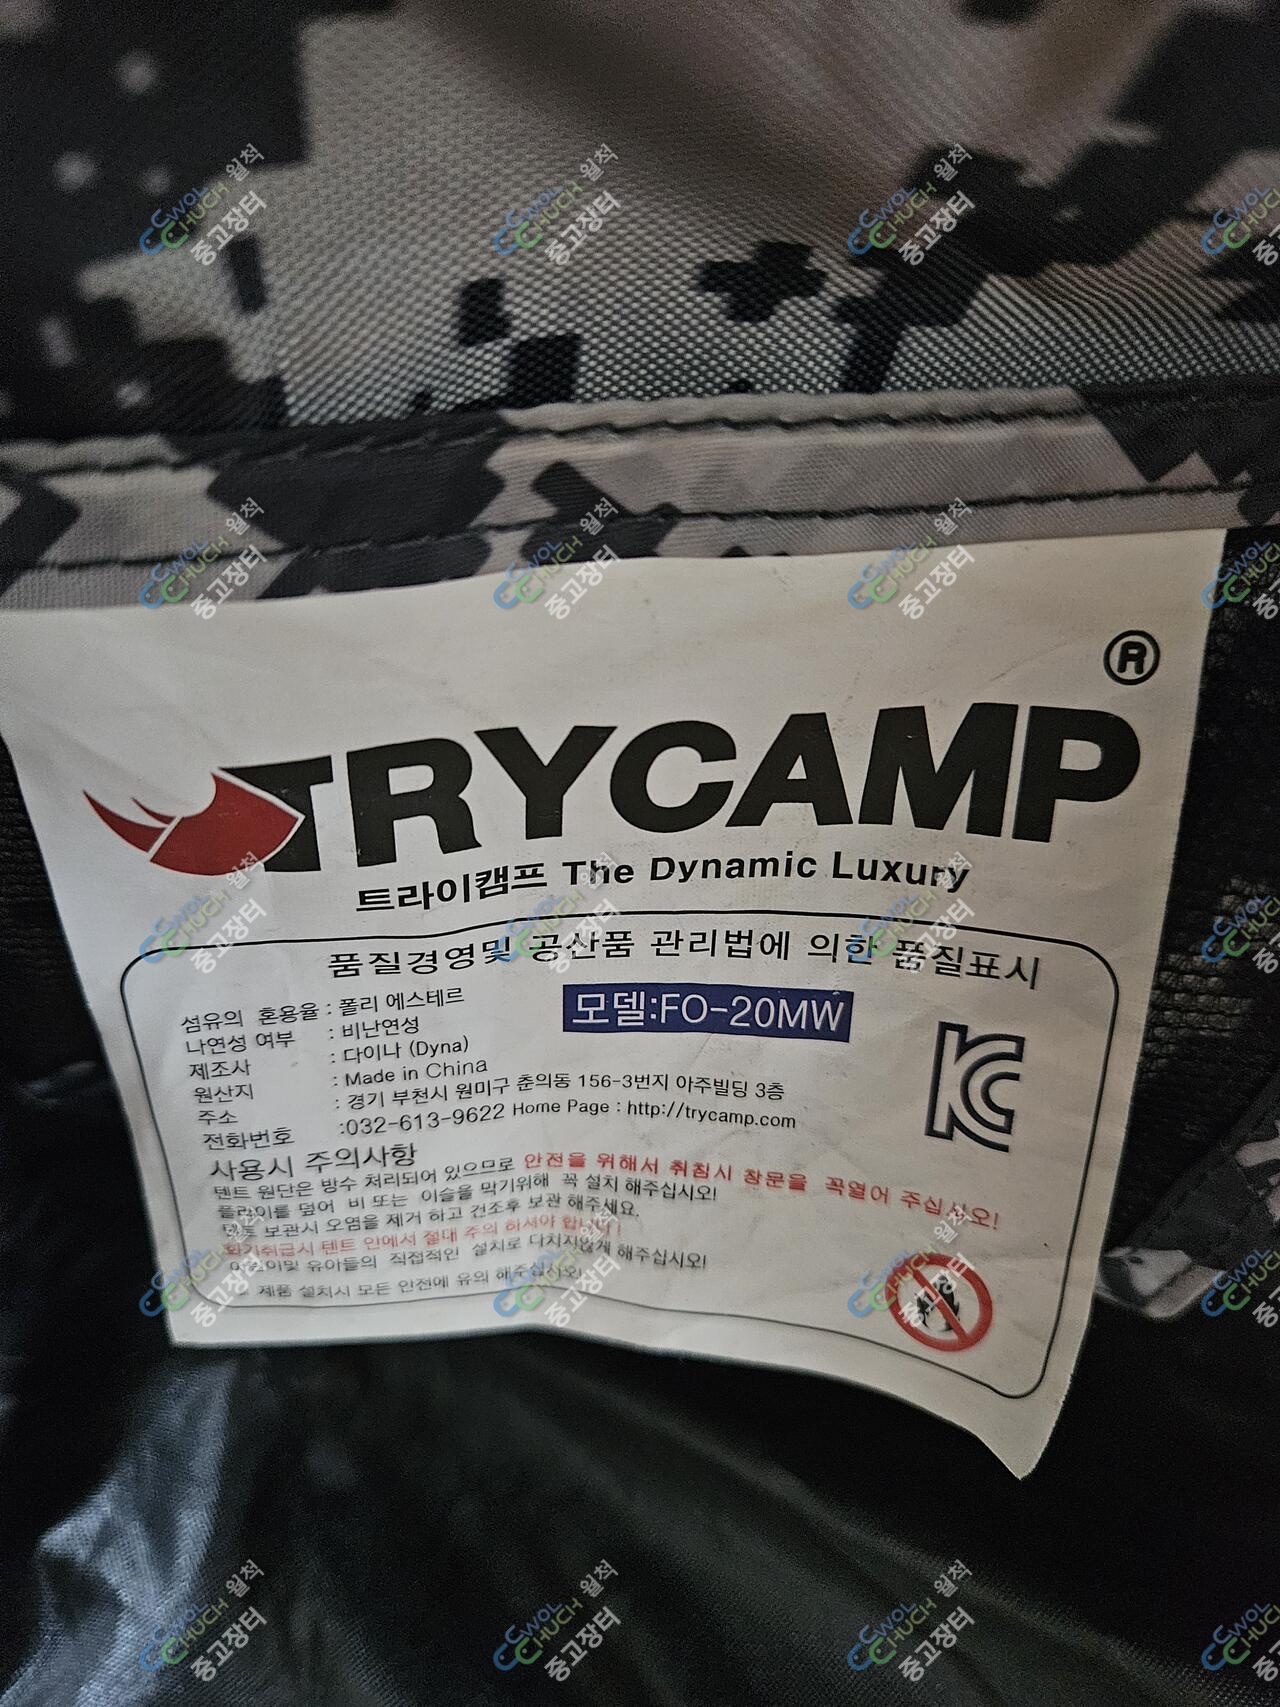 ®
TRYCAMP
트라이캠프 The Dynamic Luxury
품질경영및 공산품 관리법에 의한 품질표시
모델:FO-20MW
섬유의 혼용율 : 폴리 에스테르
나연성 여부 : 비난연성
제조사 : 다이나 (Dyna)
원산지 : Made in China
주소 : 경기 부천시 원미구 춘의동 156-3번지 아주빌딩 3층
전화번호 :032-613-9622 Home Page : http://trycamp.com
사용시 주의사항
텐트 원단은 방수 처리되어 있으므로 안전을 위해서 취침시 창문을 꼭열어 주십시오!
플라이를 덮어 비 또는 이슬을 막기위해 꼭 설치 해주십시오!
텐트 보관시 오염을 제거 하고 건조후 보관 해주세요.
화기취급시 텐트 안에서 절대 주의 하셔야 합니다!
어린이및 유아들의 직접적인 설치로 다치지않게 해주십시오!
제품 설치시 모든 안전에 유의 해주십시오!
KC
WOLCHUCK 월척
중고장터